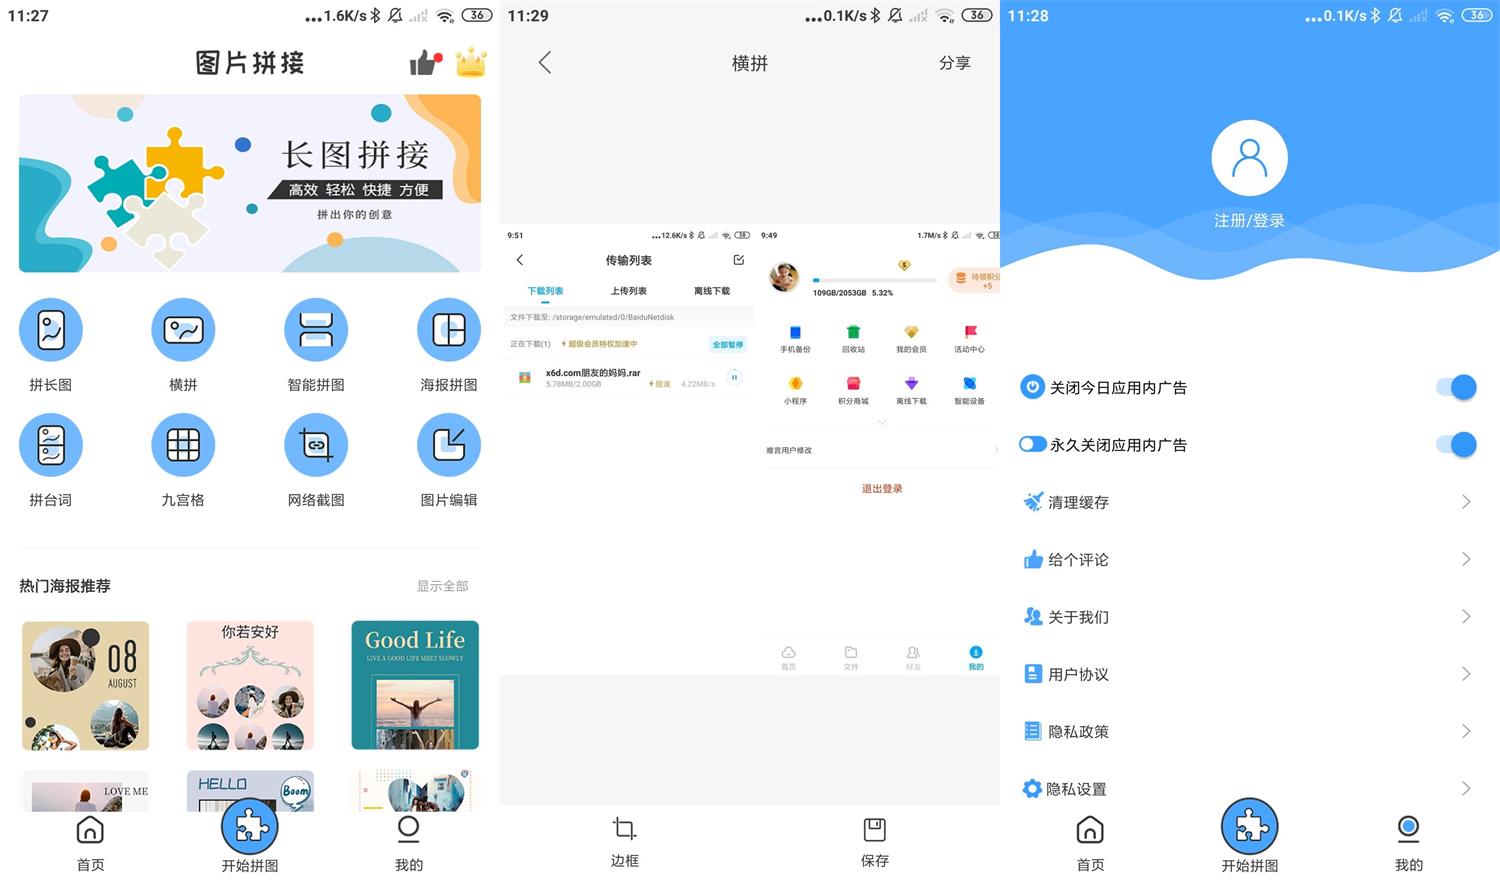 11:27
...1.6K/s
36
图片拼接
长图拼接
高效 轻松 快捷 方便
拼出你的创意
拼长图
横拼
智能拼图
海报拼图
拼台词
九宫格
网络截图
图片编辑
热门海报推荐
显示全部
08
AUGUST
你若安好
Good Life
LIVE A GOOD LIFE MEET SLOWLY
LOVE ME
HELLO
Boom
首页
开始拼图
我的
11:29
...0.1K/s
36
横拼
分享
9:51
...12.6K/s
38
传输列表
下载列表
上传列表
离线下载
文件下载至: /storage/emulated/0/BaiduNetdisk
正在下载(1)
超级会员特权加速中
全部暂停
x6d.com朋友的妈妈.rar
5.78MB/2.00GB
提速
4.22MB/s
9:49
1.7M/s
S
109GB/2053GB 5.32%
待领积分
+5
手机备份
回收站
我的会员
活动中心
小程序
积分商城
离线下载
智能设备
难言用户修改
退出登录
首页
文件
好友
我的
边框
保存
11:28
...0.1K/s
36
注册/登录
关闭今日应用内广告
永久关闭应用内广告
清理缓存
给个评论
关于我们
用户协议
隐私政策
隐私设置
首页
开始拼图
我的